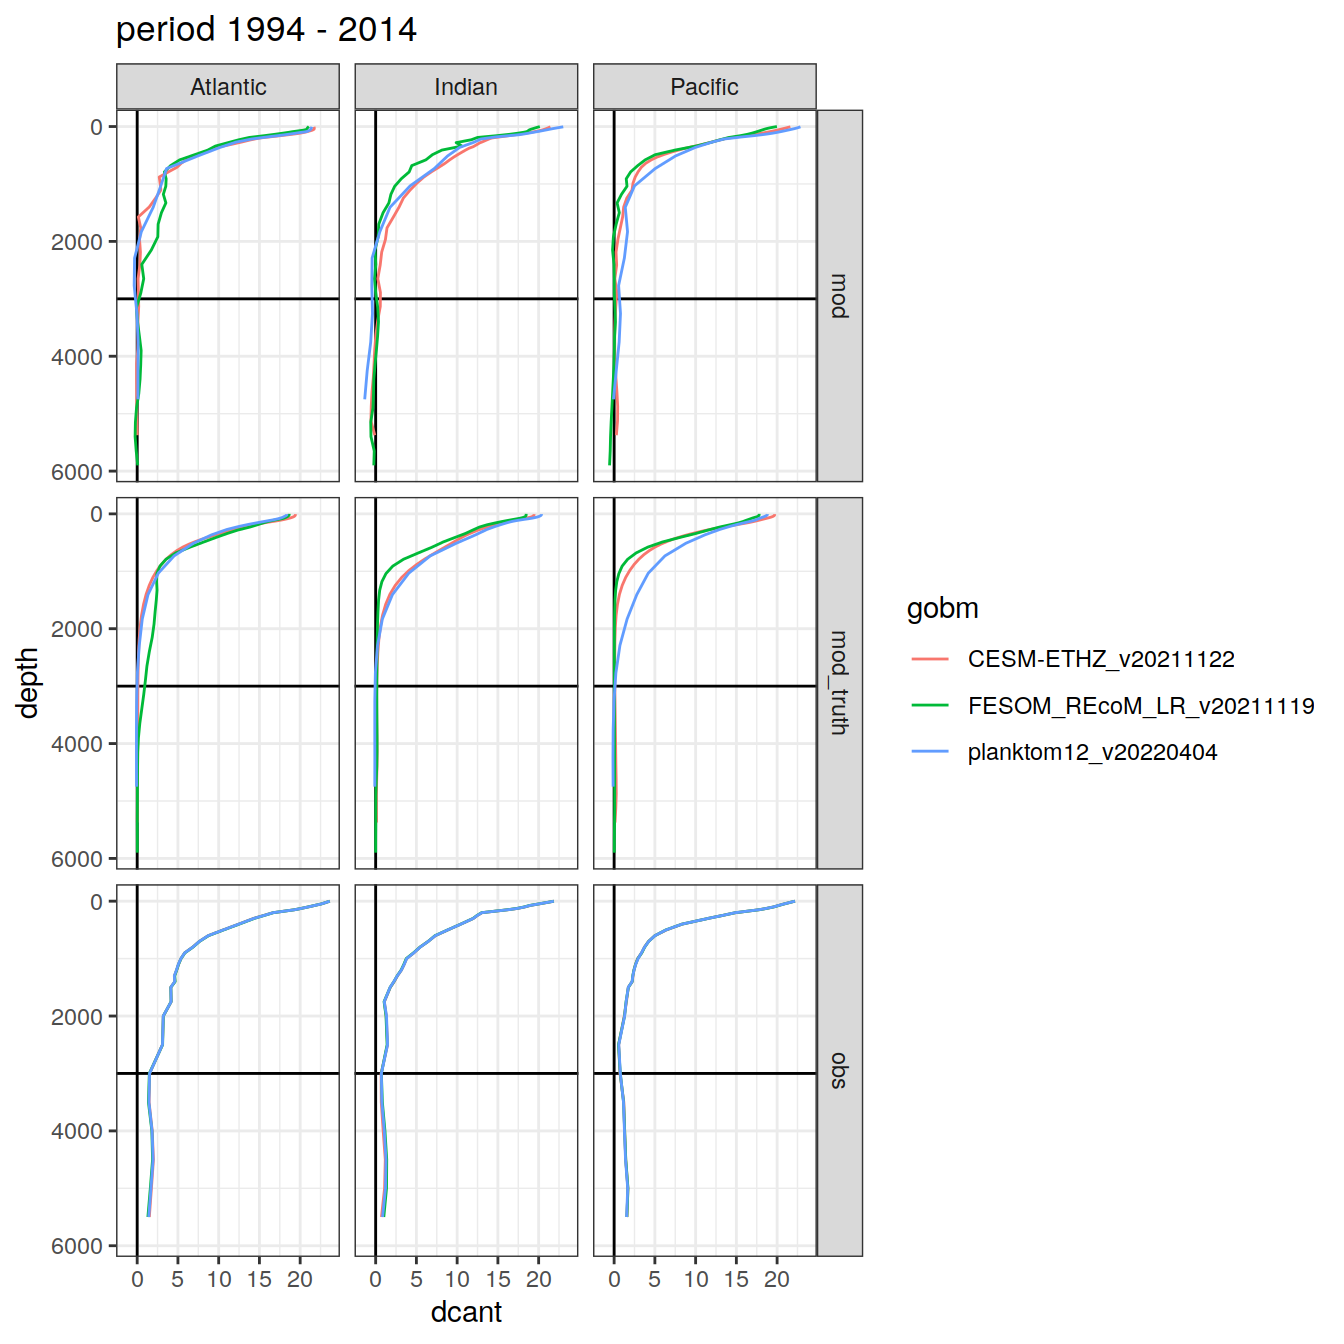 period 1994 - 2014
Atlantic
Indian
Pacific
0
2000
4000
6000
mod
0
2000
4000
6000
mod_truth
0
2000
4000
6000
obs
depth
0 5 10 15 20
0 5 10 15 20
0 5 10 15 20
dcant
gobm
CESM-ETHZ_v20211122
FESOM_REcoM_LR_v20211119
planktom12_v20220404